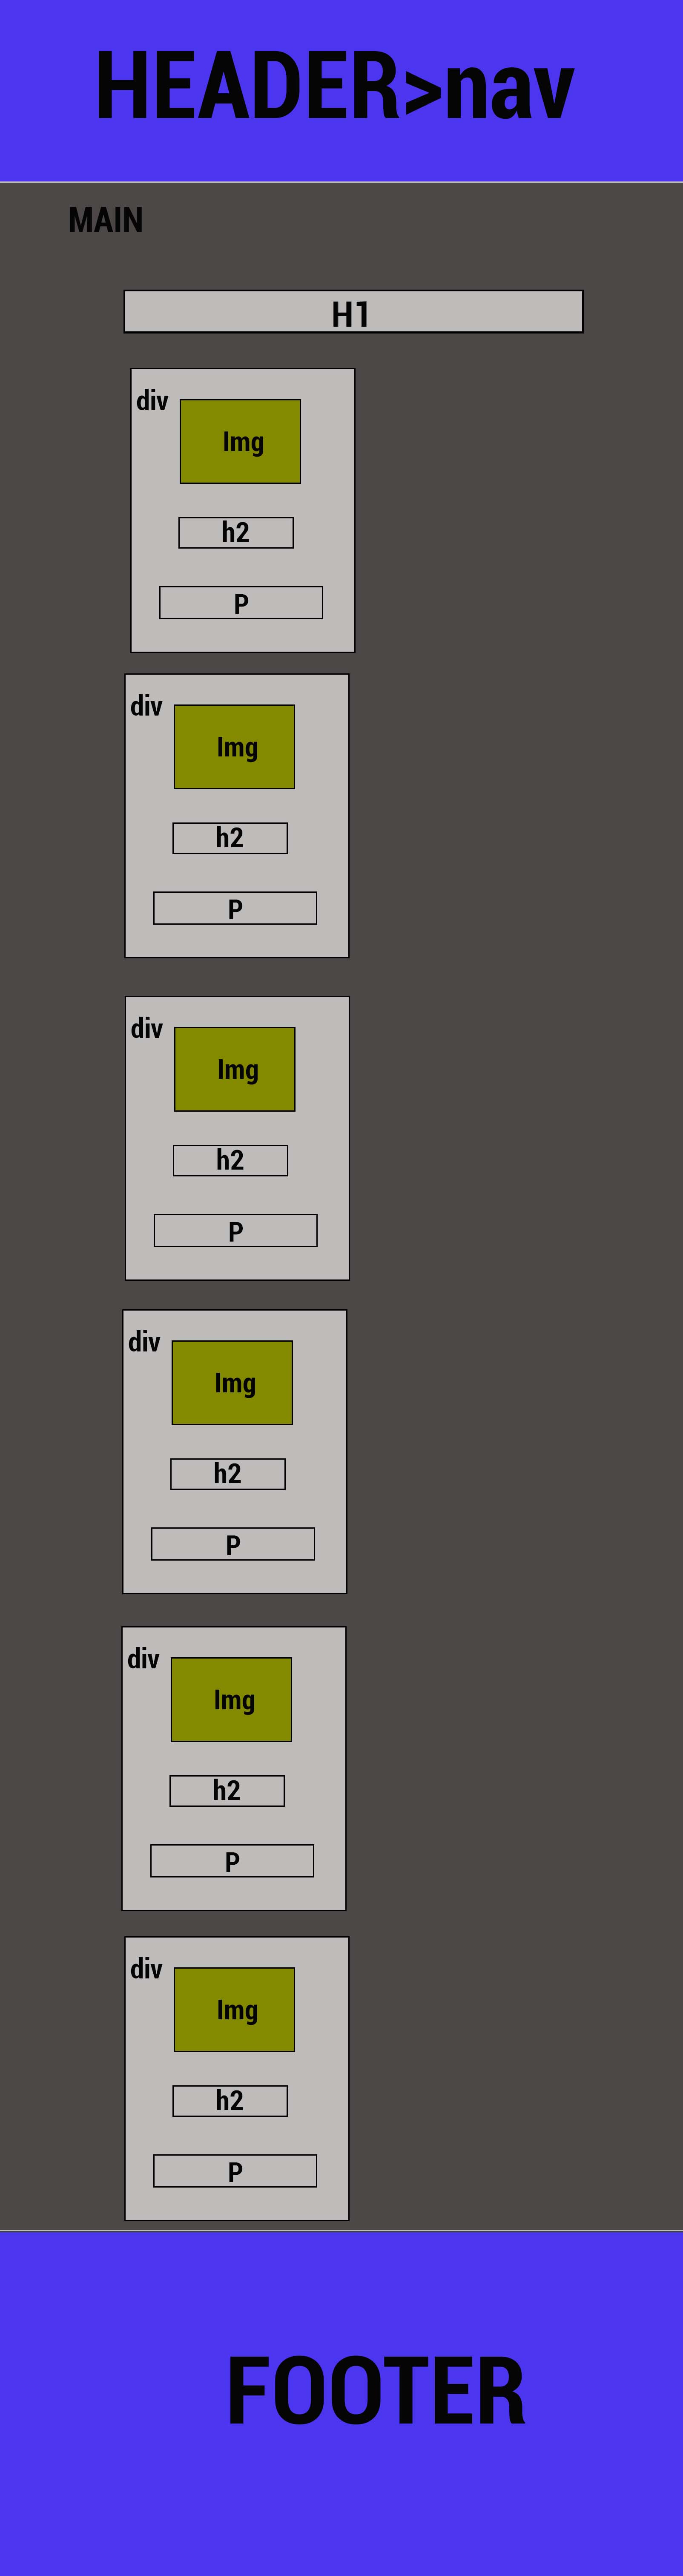 HEADER>nav
MAIN
H1
div
Img
h2
P
div
Img
h2
P
div
Img
h2
P
div
Img
h2
P
div
Img
h2
P
div
Img
h2
P
FOOTER